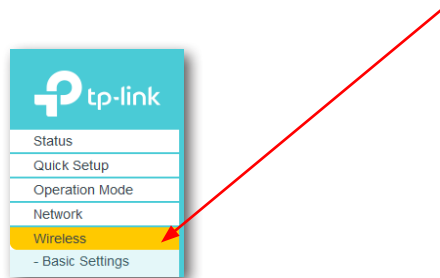 tp-link
Status
Quick Setup
Operation Mode
Network
Wireless
- Basic Settings